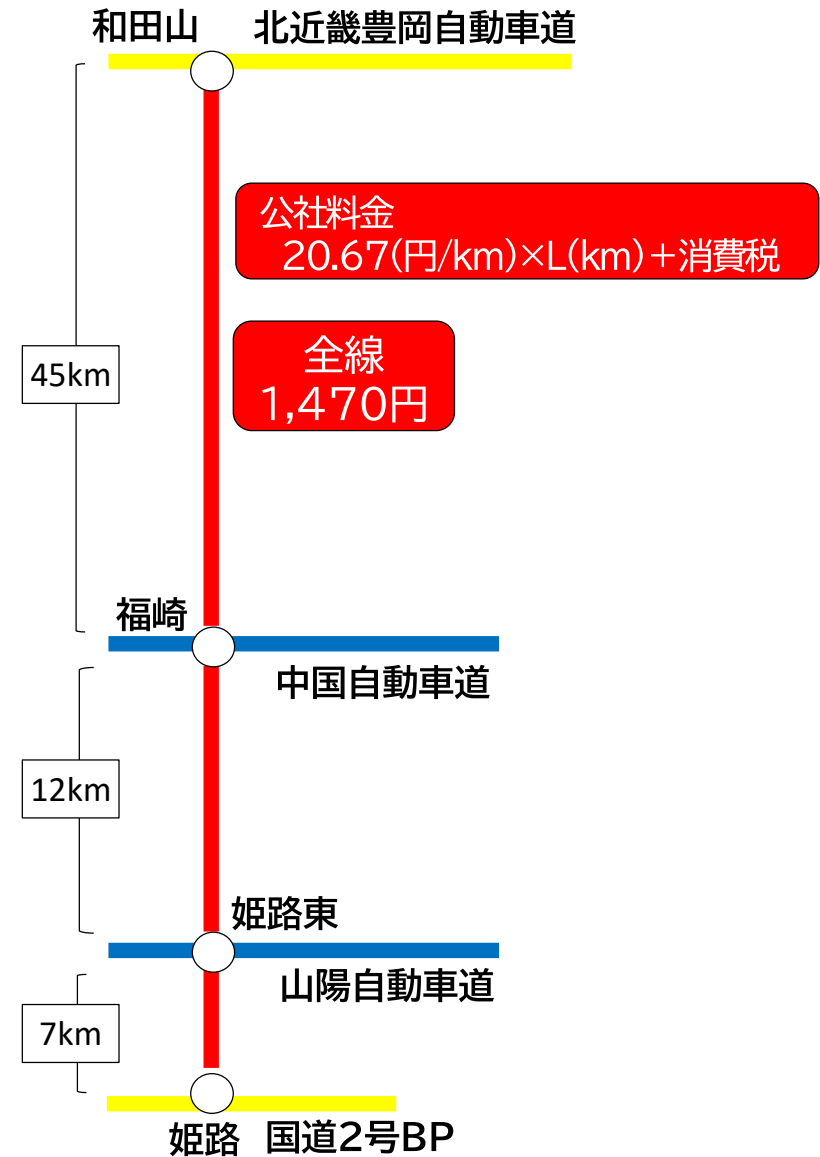 和田山
北近畿豊岡自動車道
公社料金
20.67(円/km)×L(km)+消費税
全線
1,470円
45km
福崎
中国自動車道
12km
姫路東
山陽自動車道
7km
姫路
国道2号BP